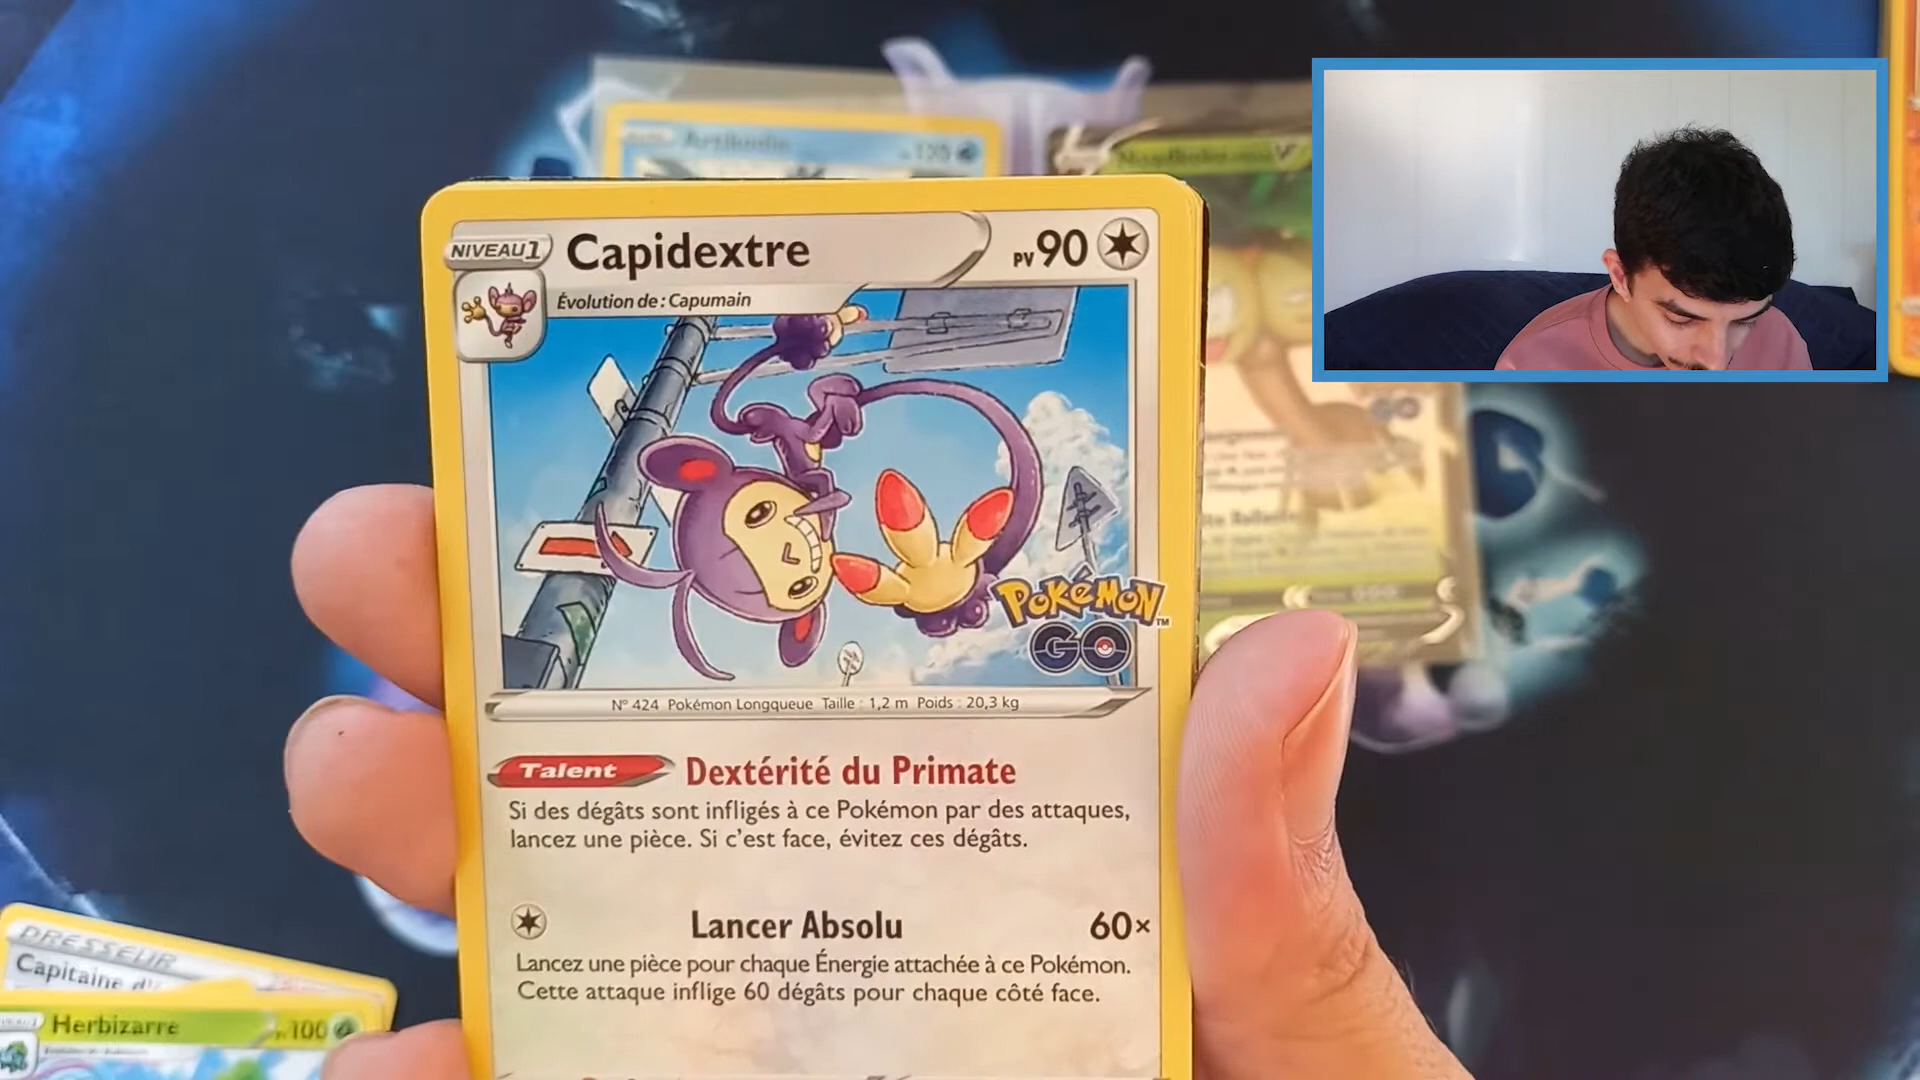 NIVEAU 1
Capidextre
PV 90
Évolution de : Capumain
POKéMON
GO
N° 424 Pokémon Longqueue Taille : 1,2 m Poids : 20,3 kg
Talent Dextérité du Primate
Si des dégâts sont infligés à ce Pokémon par des attaques,
lancez une pièce. Si c'est face, évitez ces dégâts.
Lancer Absolu 60×
Lancez une pièce pour chaque Énergie attachée à ce Pokémon.
Cette attaque inflige 60 dégâts pour chaque côté face.
Artikodin 120
DRESSEUR
Capitaine
Herbizarre 100